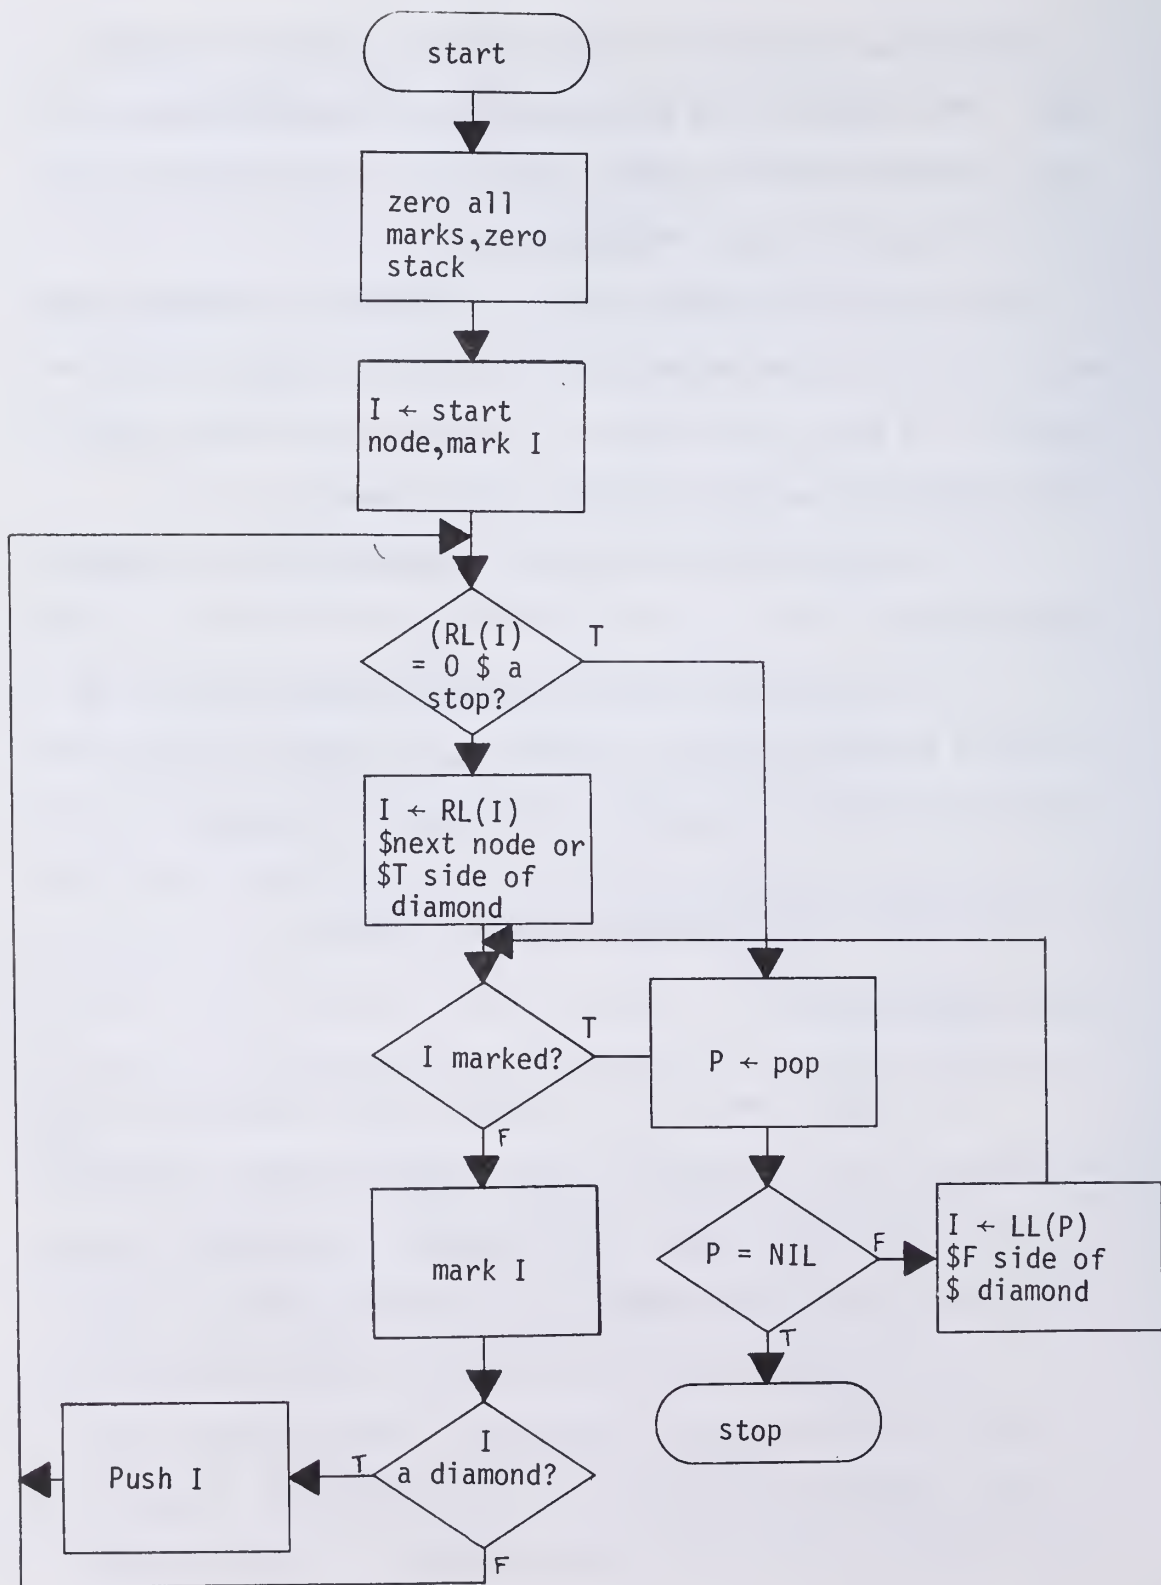 start
zero all
marks,zero
stack
I ← start
node,mark I
(RL(I)
= 0 $ a
stop?
T
I ← RL(I)
$next node or
$T side of
diamond
I marked?
T
P ← pop
F
mark I
P = NIL
F
I ← LL(P)
$F side of
$ diamond
T
stop
I
a diamond?
T
Push I
F